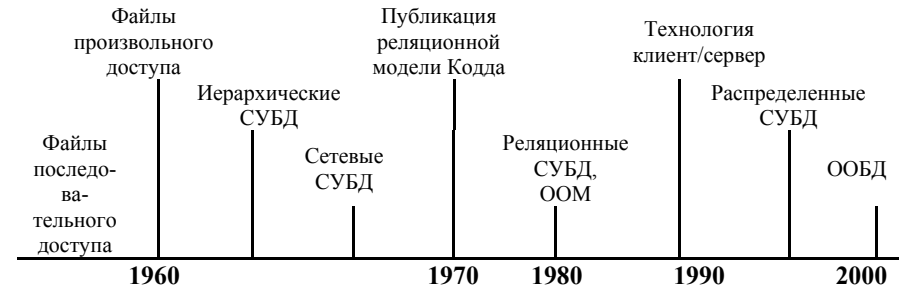 Файлы
произвольного
доступа
Публикация
реляционной
модели Кодда
Технология
клиент/сервер
Иерархические
СУБД
Распределенные
СУБД
Файлы
последо-
ва-
тельного
доступа
Сетевые
СУБД
Реляционные
СУБД,
ООМ
ООБД
1960
1970
1980
1990
2000